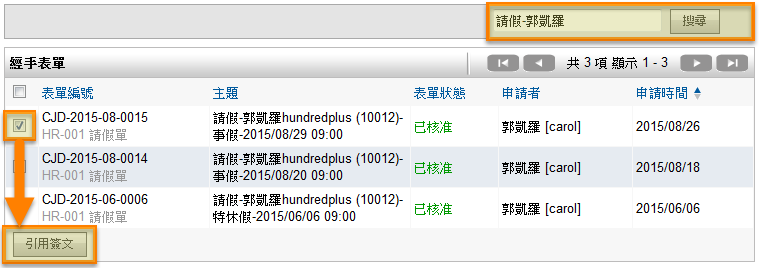 請假-郭凱羅 搜尋
經手表單 共 3 項 顯示 1 - 3
表單編號 主題 表單狀態 申請者 申請時間
CJD-2015-08-0015 請假-郭凱羅hundredplus (10012)- 已核准 郭凱羅 [carol] 2015/08/26
HR-001 請假單 事假-2015/08/29 09:00
CJD-2015-08-0014 請假-郭凱羅hundredplus (10012)- 已核准 郭凱羅 [carol] 2015/08/18
HR-001 請假單 事假-2015/08/20 09:00
CJD-2015-06-0006 請假-郭凱羅hundredplus (10012)- 已核准 郭凱羅 [carol] 2015/06/06
HR-001 請假單 特休假-2015/06/06 09:00
引用簽文